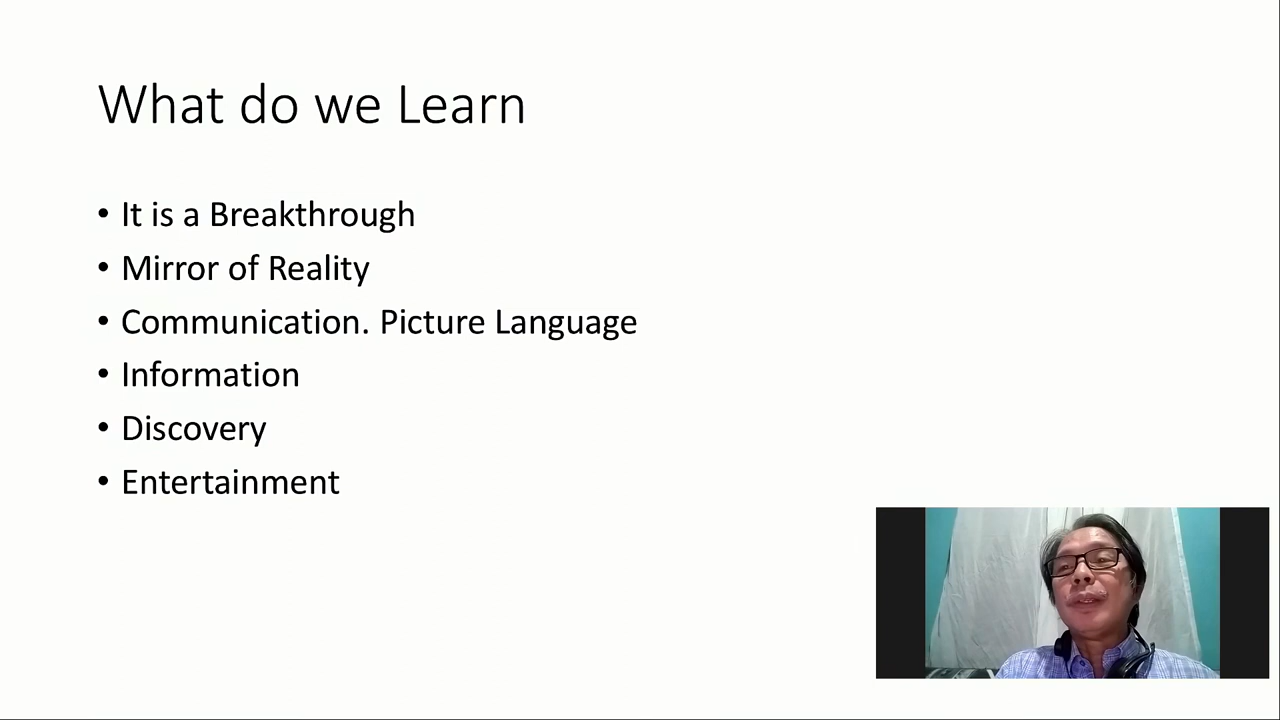 What do we Learn
• It is a Breakthrough
• Mirror of Reality
• Communication. Picture Language
• Information
• Discovery
• Entertainment